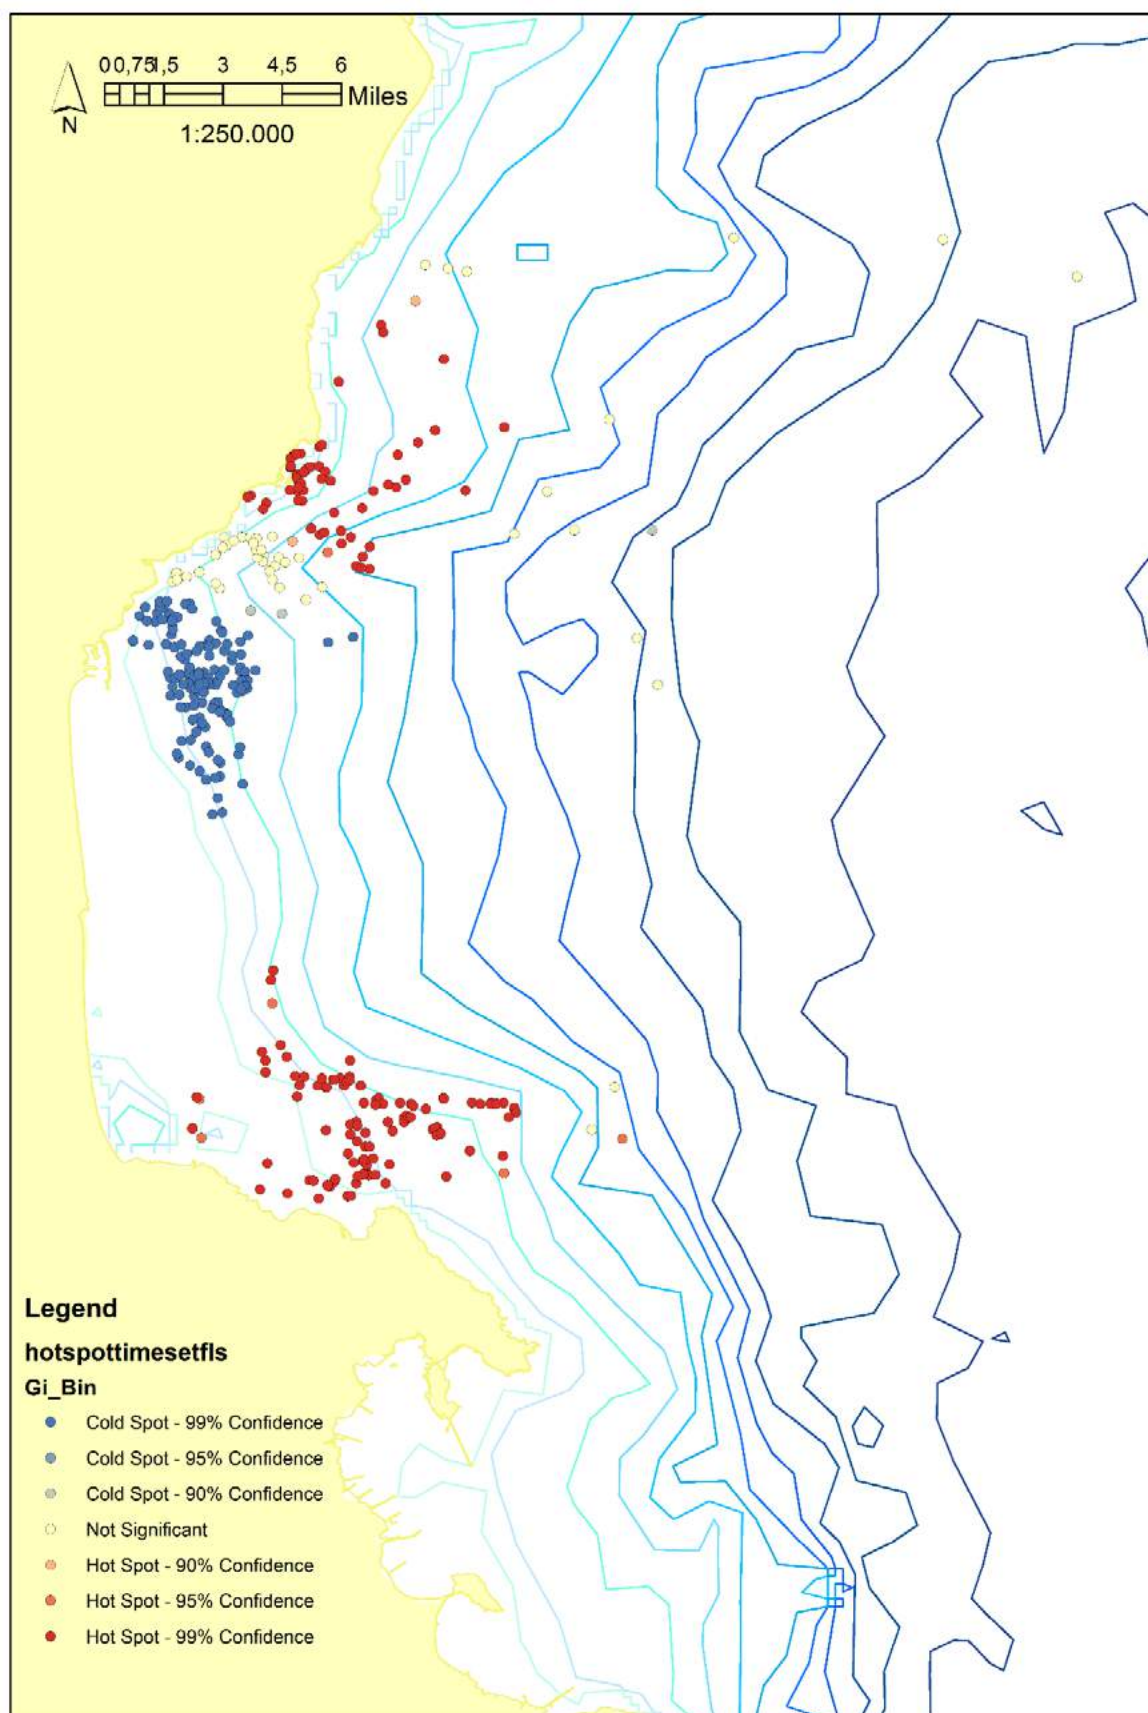 0 0,75 1,5 3 4,5 6
Miles
N
1:250.000
Legend
hotspottimesetfls
Gi_Bin
Cold Spot - 99% Confidence
Cold Spot - 95% Confidence
Cold Spot - 90% Confidence
Not Significant
Hot Spot - 90% Confidence
Hot Spot - 95% Confidence
Hot Spot - 99% Confidence